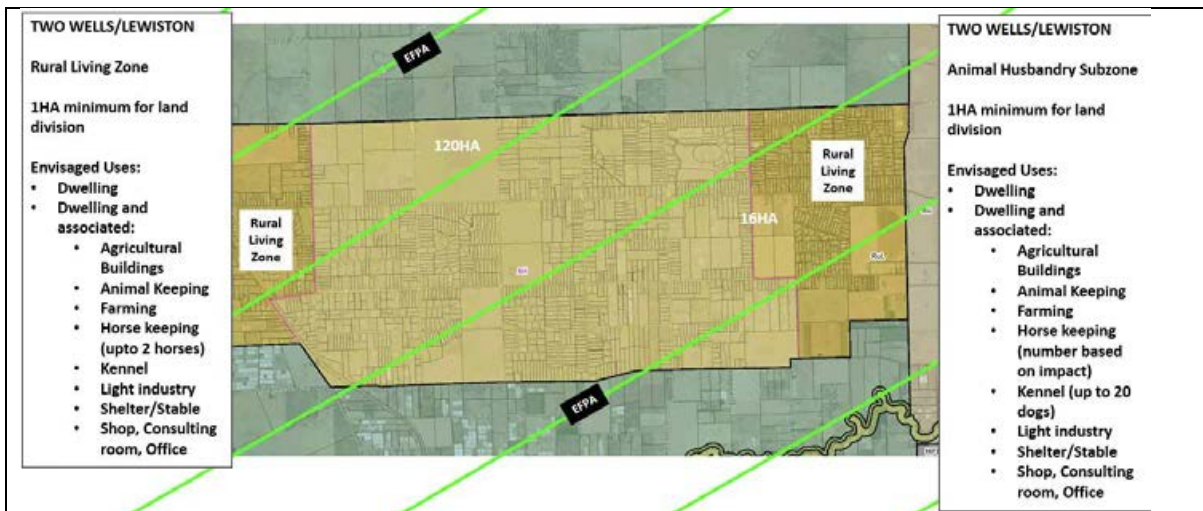 TWO WELLS/LEWISTON
Rural Living Zone
1HA minimum for land
division
Envisaged Uses:
• Dwelling
• Dwelling and
associated:
• Agricultural
Buildings
• Animal Keeping
• Farming
• Horse keeping
(upto 2 horses)
• Kennel
• Light industry
• Shelter/Stable
• Shop, Consulting
room, Office
EFPA
120HA
Rural
Living
Zone
16HA
Rural
Living
Zone
RuL
EFPA
TWO WELLS/LEWISTON
Animal Husbandry Subzone
1HA minimum for land
division
Envisaged Uses:
• Dwelling
• Dwelling and
associated:
• Agricultural
Buildings
• Animal Keeping
• Farming
• Horse keeping
(number based
on impact)
• Kennel (up to 20
dogs)
• Light industry
• Shelter/Stable
• Shop, Consulting
room, Office